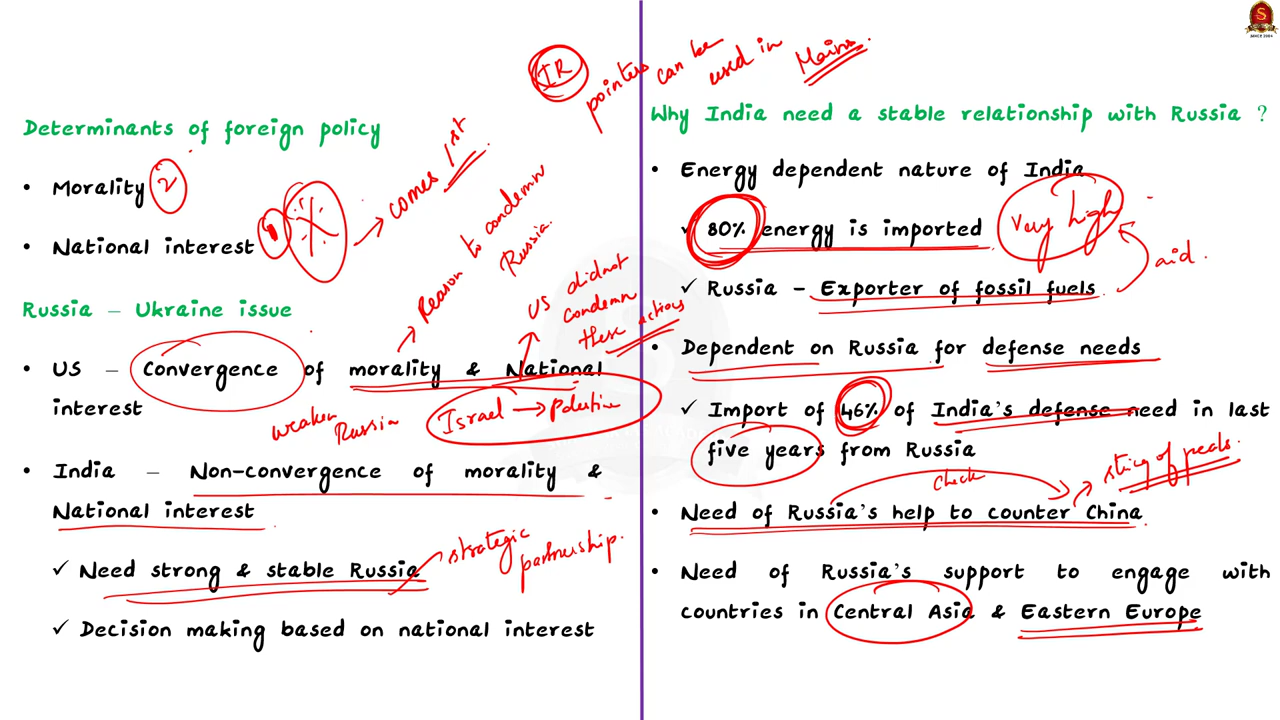 IR pointers can be used in Mains.
Determinants of foreign policy
• Morality 2
• National interest 1
comes 1st
Russia – Ukraine issue
Reason to condemn Russia.
US didnot condemn these actions
• US – Convergence of morality & National
interest
weaken Russia
Israel → Palestine
• India – Non-convergence of morality &
National interest
✓ Need strong & stable Russia
strategic partnership.
✓ Decision making based on national interest
Why India need a stable relationship with Russia ?
• Energy dependent nature of India
✓ 80% energy is imported
Very high
✓ Russia – Exporter of fossil fuels
aid.
• Dependent on Russia for defense needs
✓ Import of 46% of India's defense need in last
five years from Russia
check
string of pearls.
• Need of Russia's help to counter China
• Need of Russia's support to engage with
countries in Central Asia & Eastern Europe